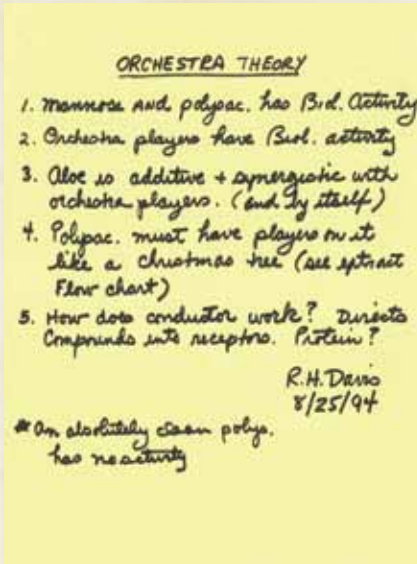 ORCHESTRA THEORY
1. Mannose and polysac. has Biol. Activity
2. Orchestra players have Biol. activity
3. Aloe is additive + synergistic with
orchestra players. (and by itself)
4. Polysac. must have players on it
like a christmas tree (see extract
Flow chart)
5. How does conductor work? Directs
Compounds into receptors. Protein?
R.H. Davis
8/25/94
* An absolutely clean polys.
has no activity